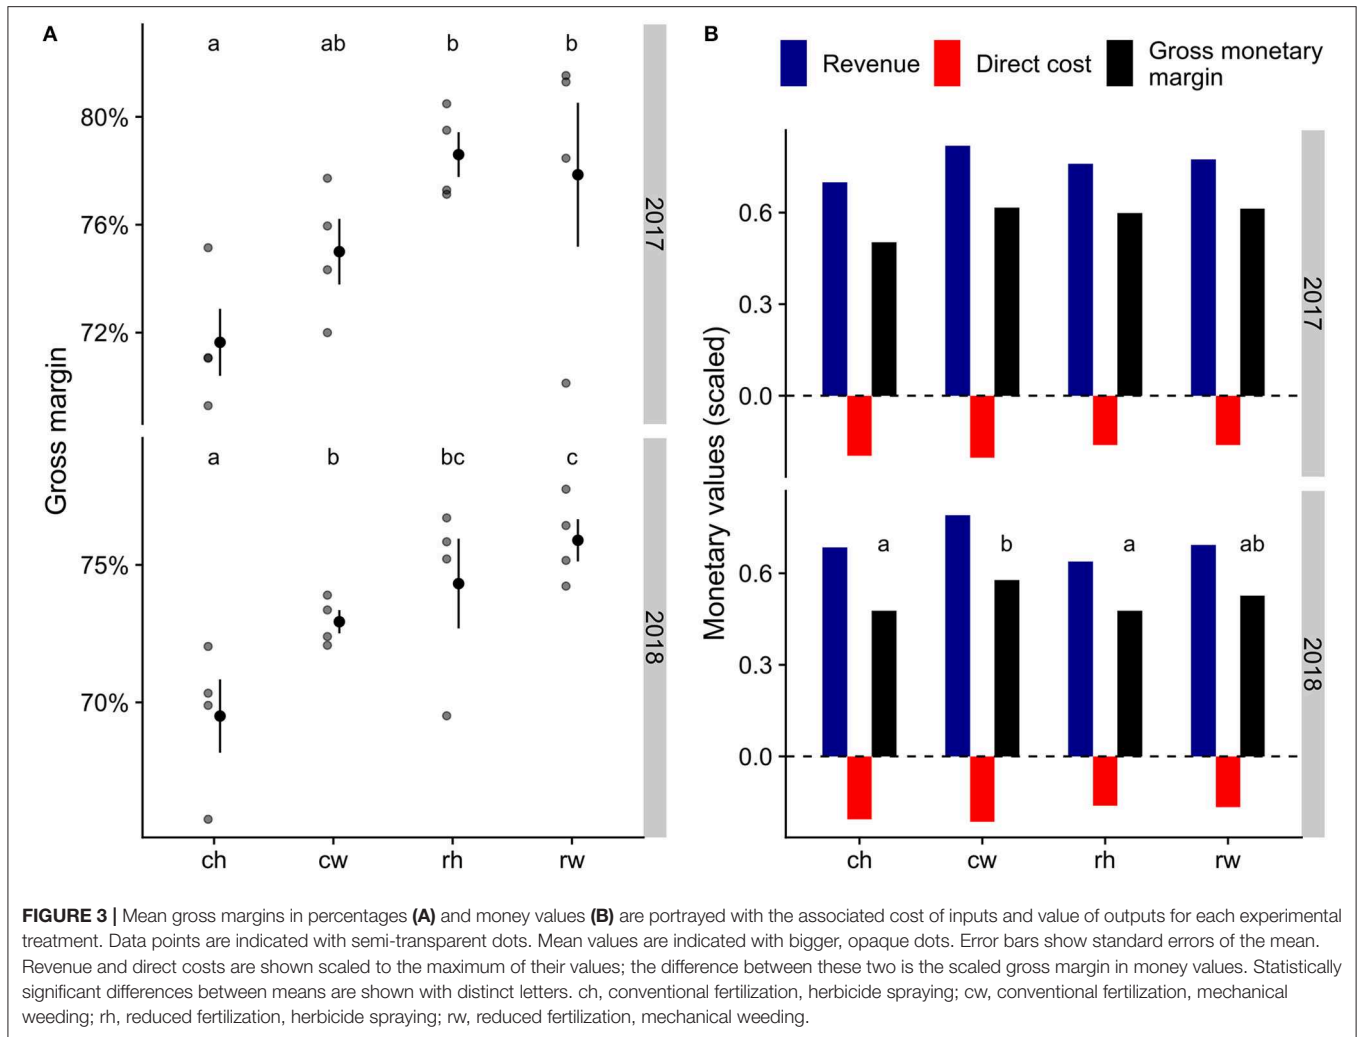 A
a ab b b
80%
76%
72%
2017
Gross margin
a b bc c
75%
70%
2018
ch cw rh rw
B
Revenue Direct cost Gross monetary
margin
0.6
0.3
0.0
2017
Monetary values (scaled)
a b a ab
0.6
0.3
0.0
2018
ch cw rh rw
FIGURE 3 | Mean gross margins in percentages (A) and money values (B) are portrayed with the associated cost of inputs and value of outputs for each experimental
treatment. Data points are indicated with semi-transparent dots. Mean values are indicated with bigger, opaque dots. Error bars show standard errors of the mean.
Revenue and direct costs are shown scaled to the maximum of their values; the difference between these two is the scaled gross margin in money values. Statistically
significant differences between means are shown with distinct letters. ch, conventional fertilization, herbicide spraying; cw, conventional fertilization, mechanical
weeding; rh, reduced fertilization, herbicide spraying; rw, reduced fertilization, mechanical weeding.